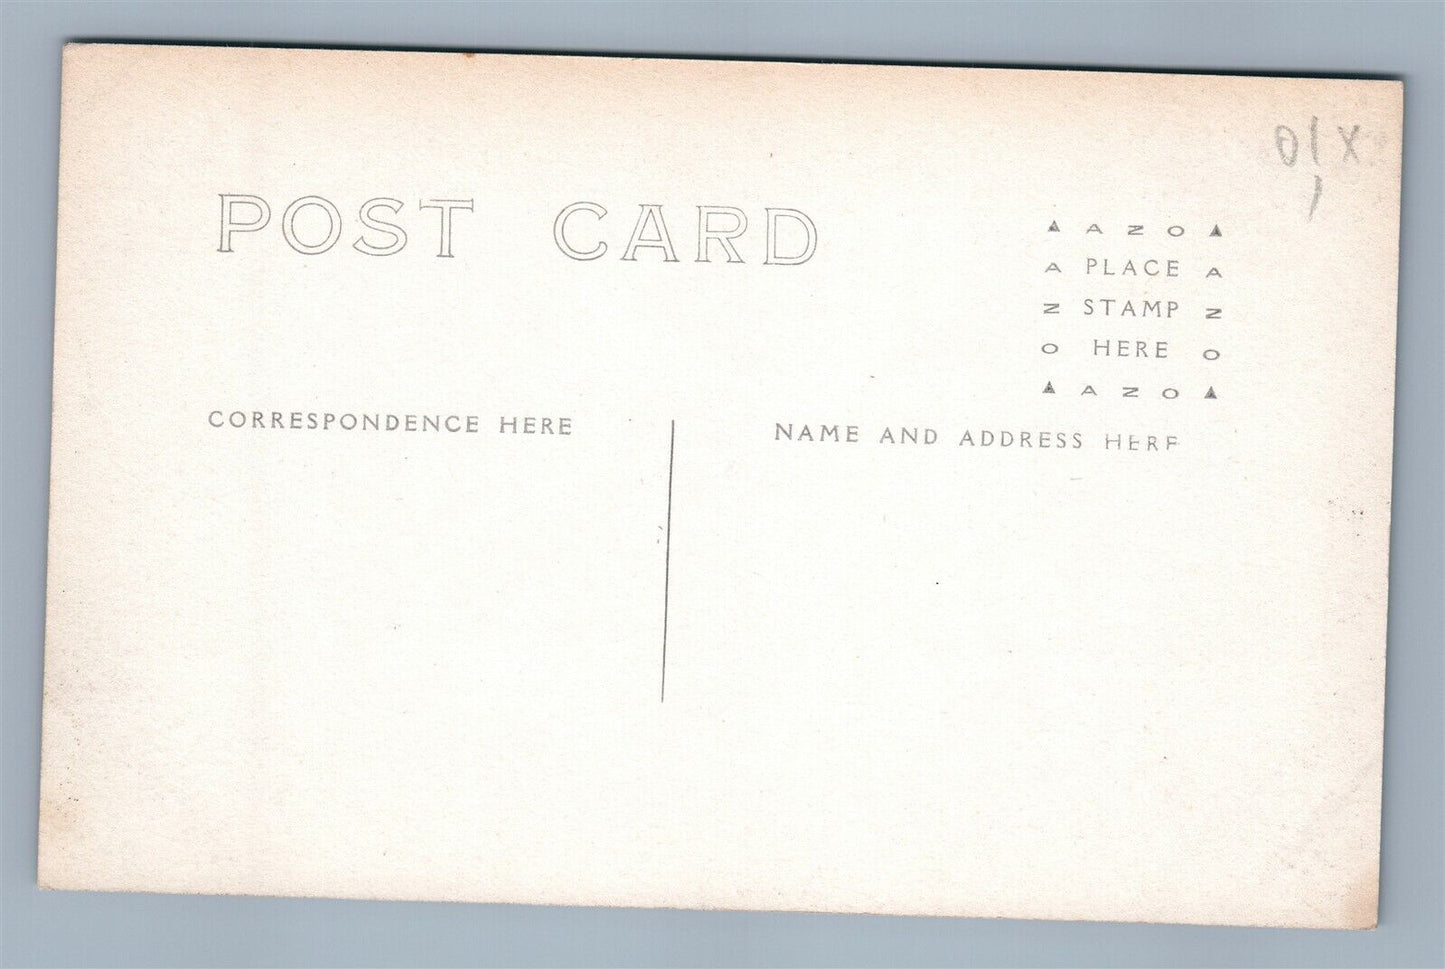 POST CARD
▲ A Z O ▲
A PLACE A
Z STAMP Z
O HERE O
▲ A Z O ▲
CORRESPONDENCE HERE
NAME AND ADDRESS HERE